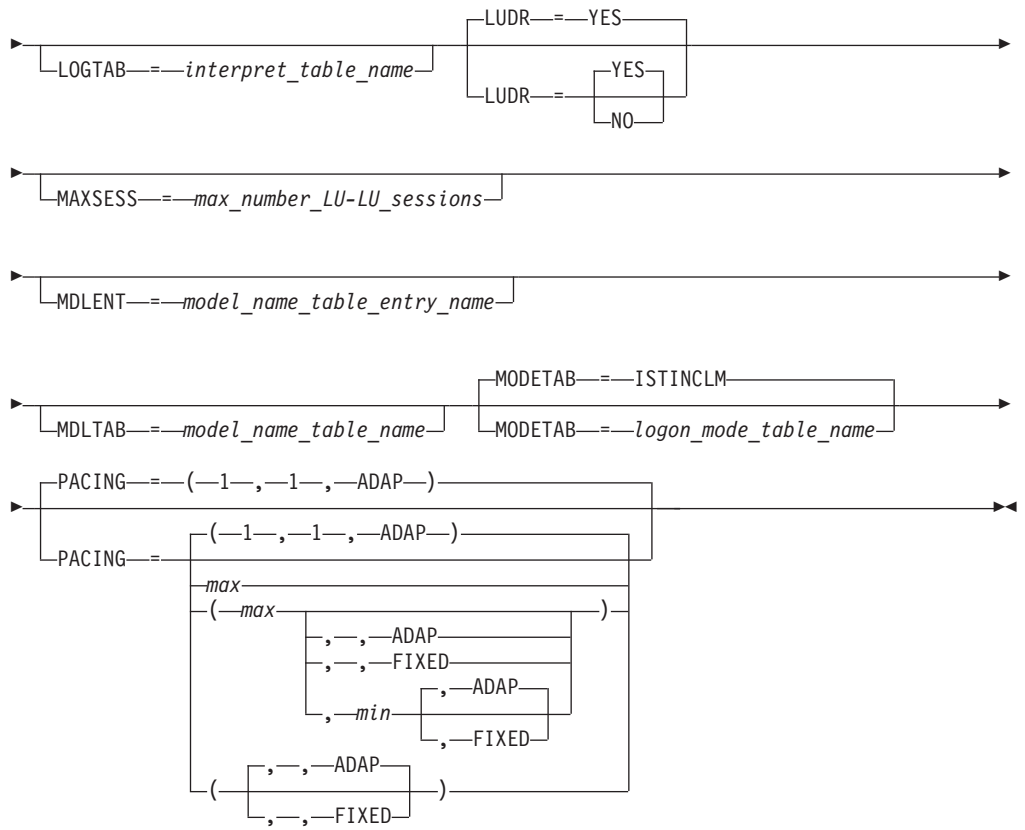 LUDR = YES
LOGTAB = interpret_table_name
YES
LUDR =
NO
MAXSESS = max_number_LU-LU_sessions
MDLENT = model_name_table_entry_name
MODETAB = ISTINCLM
MDLTAB = model_name_table_name
MODETAB = logon_mode_table_name
PACING = ( 1 , 1 , ADAP )
( 1 , 1 , ADAP )
PACING =
max
( max )
, , ADAP
, , FIXED
, ADAP
, min
, FIXED
, , ADAP
( )
, , FIXED